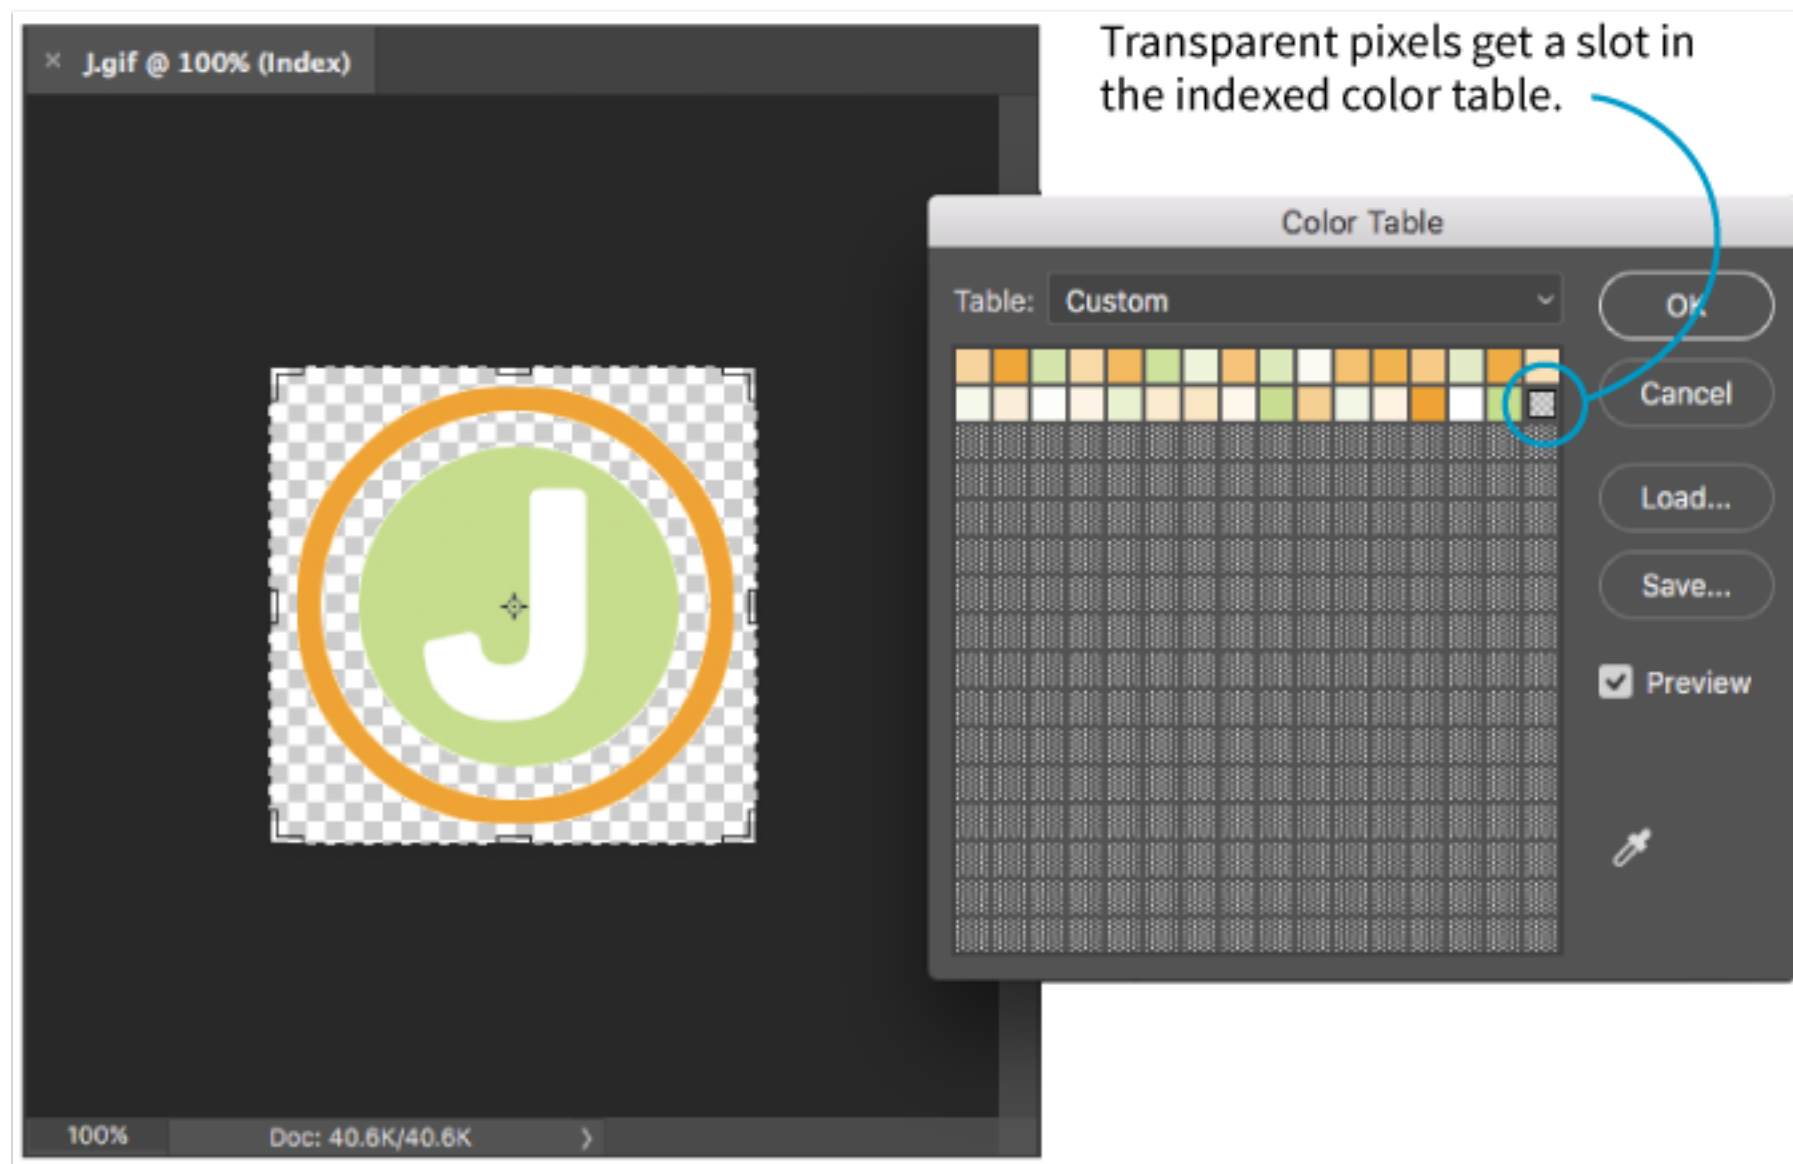 × J.gif @ 100% (Index)
Transparent pixels get a slot in
the indexed color table.
Color Table
Table: Custom
OK
Cancel
Load...
Save...
Preview
J
100% Doc: 40.6K/40.6K